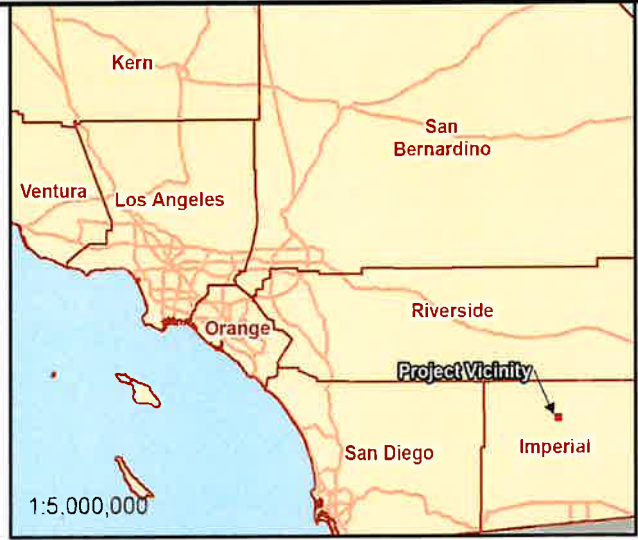 Kern
San
Bernardino
Ventura
Los Angeles
Orange
Riverside
Project Vicinity
San Diego
Imperial
1:5,000,000